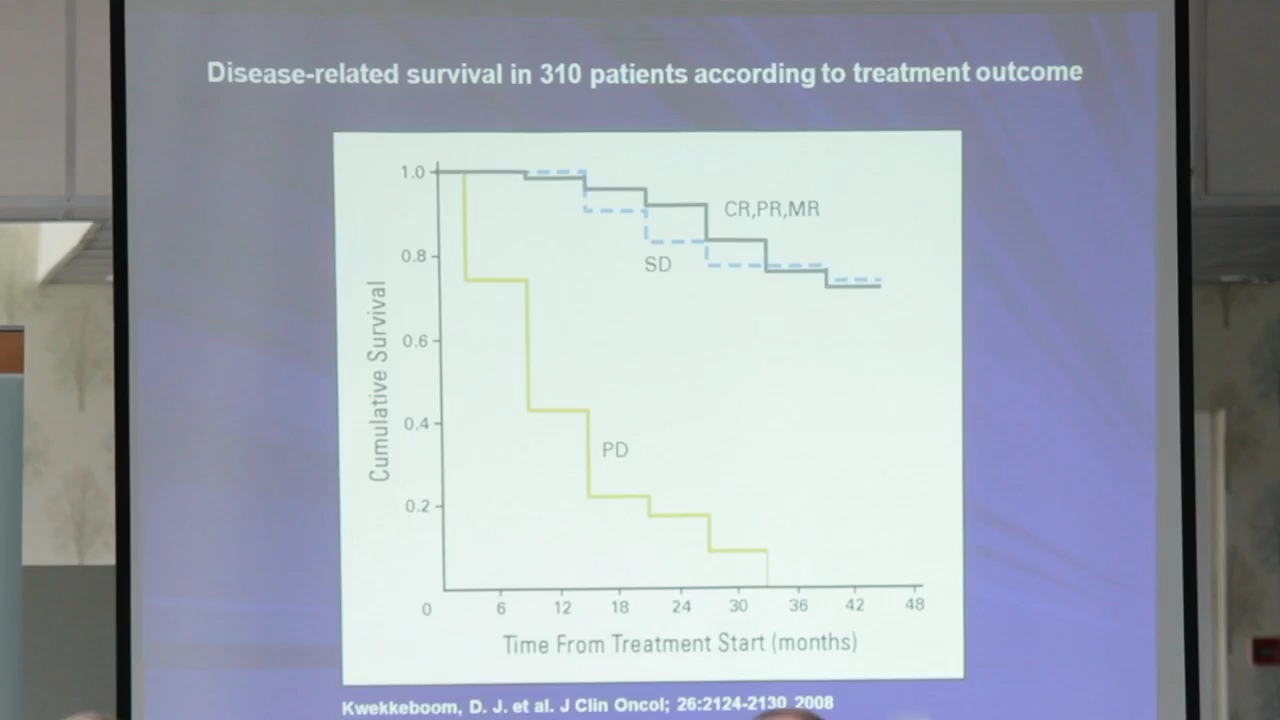 Disease-related survival in 310 patients according to treatment outcome
1.0
0.8
0.6
0.4
0.2
Cumulative Survival
CR,PR,MR
SD
PD
0 6 12 18 24 30 36 42 48
Time From Treatment Start (months)
Kwekkeboom, D. J. et al. J Clin Oncol; 26:2124-2130 2008